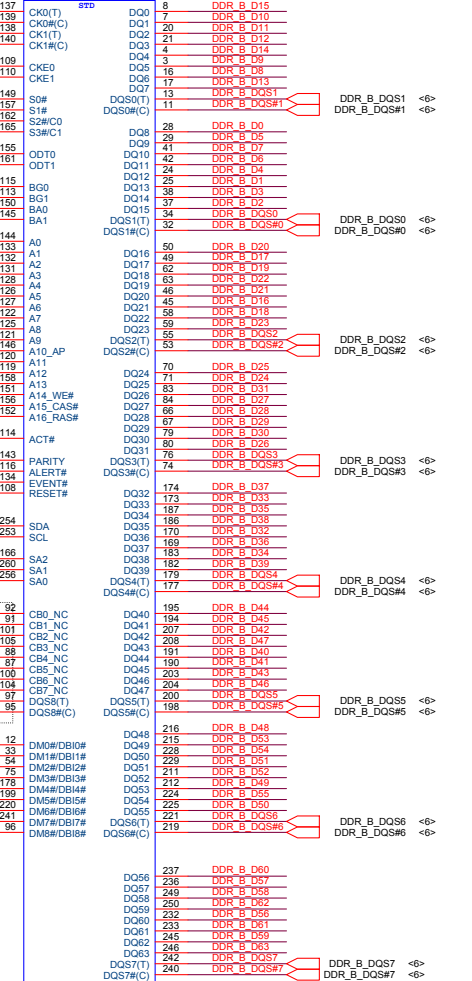 STD
137 CK0(T)
139 CK0#(C)
138 CK1(T)
140 CK1#(C)
109 CKE0
110 CKE1
149 S0#
157 S1#
162 S2#/C0
165 S3#/C1
155 ODT0
161 ODT1
115 BG0
113 BG1
150 BA0
145 BA1
144 A0
133 A1
132 A2
131 A3
128 A4
126 A5
127 A6
122 A7
125 A8
121 A9
146 A10_AP
120 A11
119 A12
158 A13
151 A14_WE#
156 A15_CAS#
152 A16_RAS#
114 ACT#
143 PARITY
116 ALERT#
134 EVENT#
108 RESET#
254 SDA
253 SCL
166 SA2
260 SA1
256 SA0
92 CB0_NC
91 CB1_NC
101 CB2_NC
105 CB3_NC
88 CB4_NC
87 CB5_NC
100 CB6_NC
104 CB7_NC
97 DQS8(T)
95 DQS8#(C)
12 DM0#/DBI0#
33 DM1#/DBI1#
54 DM2#/DBI2#
75 DM3#/DBI3#
178 DM4#/DBI4#
199 DM5#/DBI5#
220 DM6#/DBI6#
241 DM7#/DBI7#
96 DM8#/DBI8#
DQ0 8 DDR_B_D15
DQ1 7 DDR_B_D10
DQ2 20 DDR_B_D11
DQ3 21 DDR_B_D12
DQ4 4 DDR_B_D14
DQ5 3 DDR_B_D9
DQ6 16 DDR_B_D8
DQ7 17 DDR_B_D13
DQS0(T) 13 DDR_B_DQS1 DDR_B_DQS1 <6>
DQS0#(C) 11 DDR_B_DQS#1 DDR_B_DQS#1 <6>
DQ8 28 DDR_B_D0
DQ9 29 DDR_B_D5
DQ10 41 DDR_B_D7
DQ11 42 DDR_B_D6
DQ12 24 DDR_B_D4
DQ13 25 DDR_B_D1
DQ14 38 DDR_B_D3
DQ15 37 DDR_B_D2
DQS1(T) 34 DDR_B_DQS0 DDR_B_DQS0 <6>
DQS1#(C) 32 DDR_B_DQS#0 DDR_B_DQS#0 <6>
DQ16 50 DDR_B_D20
DQ17 49 DDR_B_D17
DQ18 62 DDR_B_D19
DQ19 63 DDR_B_D22
DQ20 46 DDR_B_D21
DQ21 45 DDR_B_D16
DQ22 58 DDR_B_D18
DQ23 59 DDR_B_D23
DQS2(T) 55 DDR_B_DQS2 DDR_B_DQS2 <6>
DQS2#(C) 53 DDR_B_DQS#2 DDR_B_DQS#2 <6>
DQ24 70 DDR_B_D25
DQ25 71 DDR_B_D24
DQ26 83 DDR_B_D31
DQ27 84 DDR_B_D27
DQ28 66 DDR_B_D28
DQ29 67 DDR_B_D29
DQ30 79 DDR_B_D30
DQ31 80 DDR_B_D26
DQS3(T) 76 DDR_B_DQS3 DDR_B_DQS3 <6>
DQS3#(C) 74 DDR_B_DQS#3 DDR_B_DQS#3 <6>
DQ32 174 DDR_B_D37
DQ33 173 DDR_B_D33
DQ34 187 DDR_B_D35
DQ35 186 DDR_B_D38
DQ36 170 DDR_B_D32
DQ37 169 DDR_B_D36
DQ38 183 DDR_B_D34
DQ39 182 DDR_B_D39
DQS4(T) 179 DDR_B_DQS4 DDR_B_DQS4 <6>
DQS4#(C) 177 DDR_B_DQS#4 DDR_B_DQS#4 <6>
DQ40 195 DDR_B_D44
DQ41 194 DDR_B_D45
DQ42 207 DDR_B_D42
DQ43 208 DDR_B_D47
DQ44 191 DDR_B_D40
DQ45 190 DDR_B_D41
DQ46 203 DDR_B_D43
DQ47 204 DDR_B_D46
DQS5(T) 200 DDR_B_DQS5 DDR_B_DQS5 <6>
DQS5#(C) 198 DDR_B_DQS#5 DDR_B_DQS#5 <6>
DQ48 216 DDR_B_D48
DQ49 215 DDR_B_D53
DQ50 228 DDR_B_D54
DQ51 229 DDR_B_D51
DQ52 211 DDR_B_D52
DQ53 212 DDR_B_D49
DQ54 224 DDR_B_D55
DQ55 225 DDR_B_D50
DQS6(T) 221 DDR_B_DQS6 DDR_B_DQS6 <6>
DQS6#(C) 219 DDR_B_DQS#6 DDR_B_DQS#6 <6>
DQ56 237 DDR_B_D60
DQ57 236 DDR_B_D57
DQ58 249 DDR_B_D58
DQ59 250 DDR_B_D62
DQ60 232 DDR_B_D56
DQ61 233 DDR_B_D61
DQ62 245 DDR_B_D59
DQ63 246 DDR_B_D63
DQS7(T) 242 DDR_B_DQS7 DDR_B_DQS7 <6>
DQS7#(C) 240 DDR_B_DQS#7 DDR_B_DQS#7 <6>